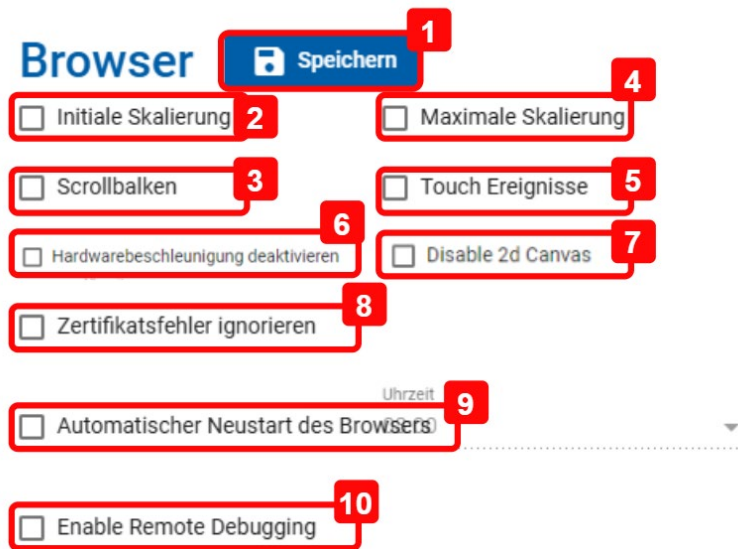 Browser
Speichern
1
Initiale Skalierung
2
Maximale Skalierung
4
Scrollbalken
3
Touch Ereignisse
5
Hardwarebeschleunigung deaktivieren
6
Disable 2d Canvas
7
Zertifikatsfehler ignorieren
8
Uhrzeit
Automatischer Neustart des Browsers
9
Enable Remote Debugging
10